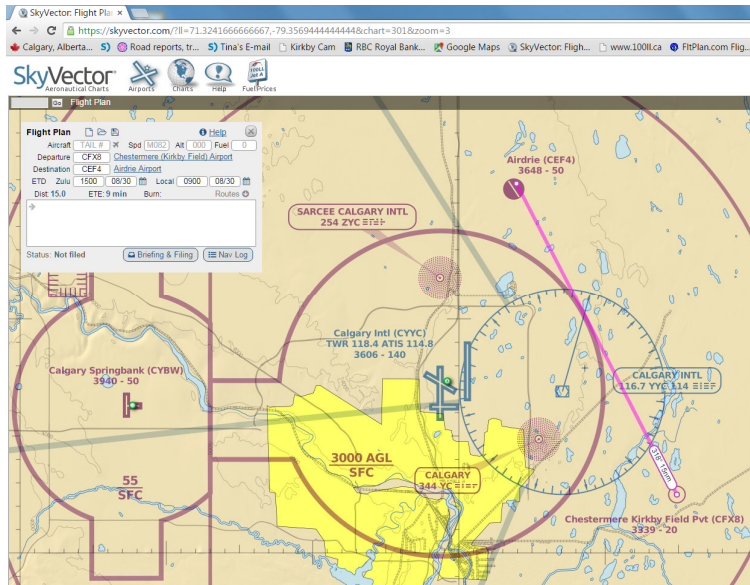 SkyVector: Flight Plan
https://skyvector.com/?ll=71.3241666666667,-79.3569444444444&chart=301&zoom=3
Calgary, Alberta... Road reports, tr... Tina's E-mail Kirkby Cam RBC Royal Bank... Google Maps SkyVector: Fligh... www.100ll.ca FltPlan.com Flig...
SkyVector
Aeronautical Charts
Airports Charts Help FuelPrices
Go Flight Plan
Flight Plan Help
Aircraft TAIL # Spd M082 Alt 000 Fuel 0
Departure CFX8 Chestermere (Kirkby Field) Airport
Destination CEF4 Airdrie Airport
ETD Zulu 1500 08/30 Local 0900 08/30
Dist: 15.0 ETE: 9 min Burn: Routes
Status: Not filed Briefing & Filing Nav Log
Airdrie (CEF4)
3648 - 50
SARCEE CALGARY INTL
254 ZYC
Calgary Intl (CYYC)
TWR 118.4 ATIS 114.8
3606 - 140
Calgary Springbank (CYBW)
3940 - 50
CALGARY INTL
116.7 YYC 114
3000 AGL
SFC
CALGARY
344 YC
55
SFC
318° 15nm
Chestermere Kirkby Field Pvt (CFX8)
3339 - 20